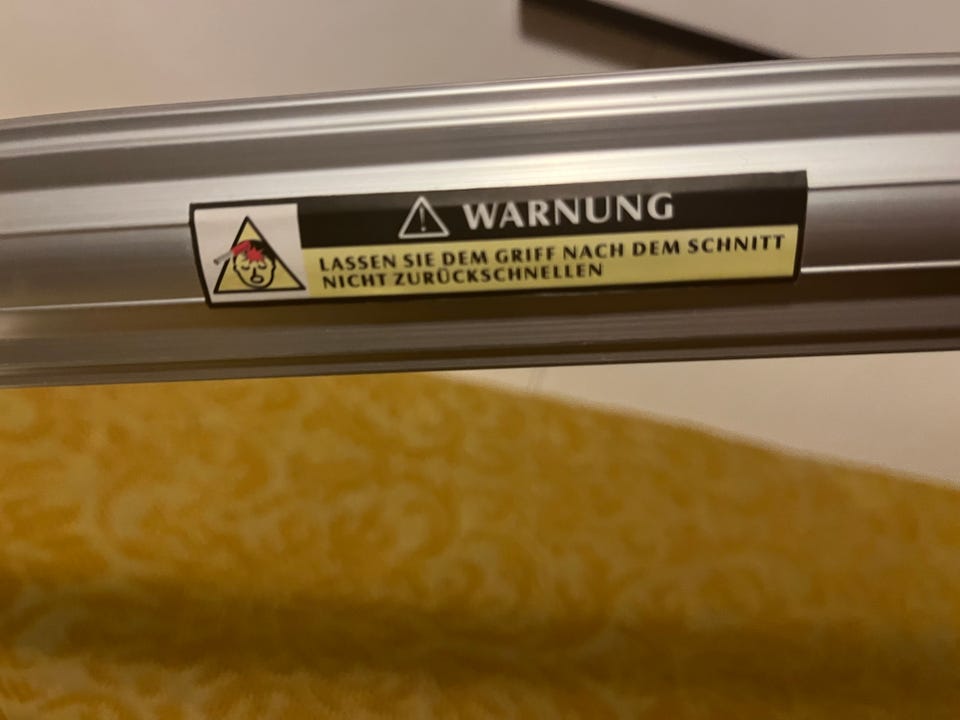 WARNUNG
LASSEN SIE DEM GRIFF NACH DEM SCHNITT
NICHT ZURÜCKSCHNELLEN